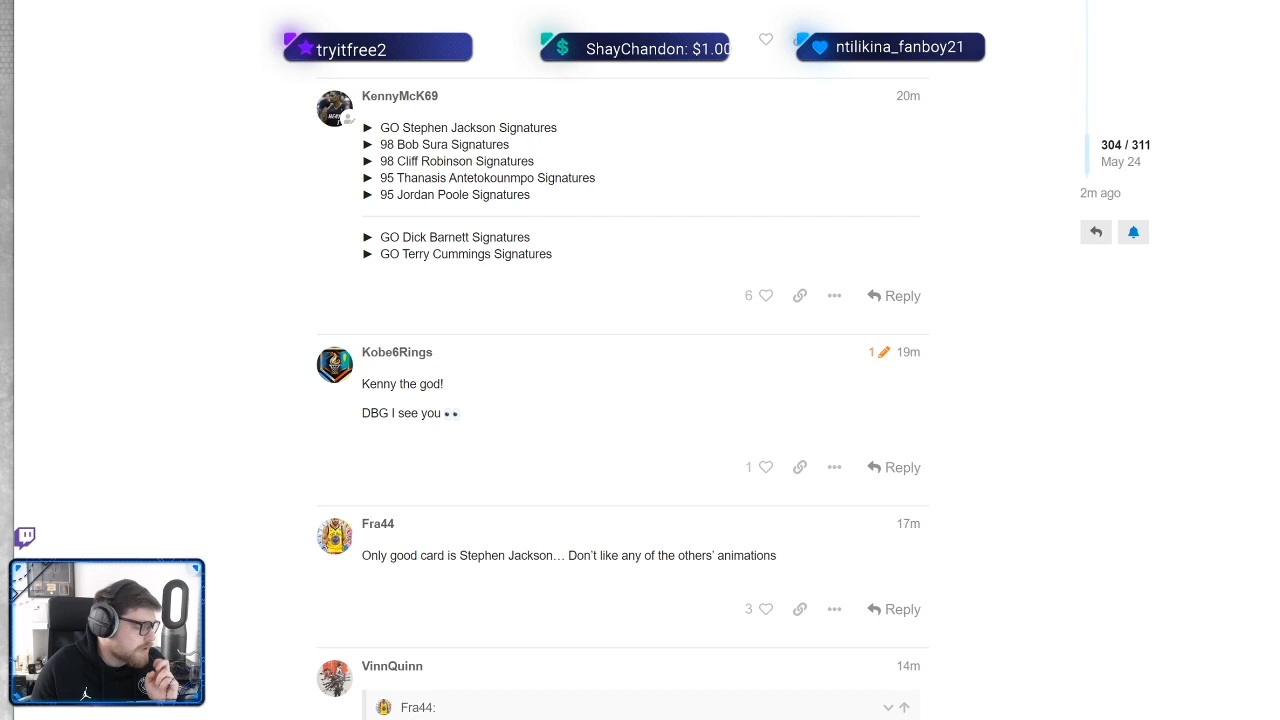 tryitfree2
ShayChandon: $1.00
ntilikina_fanboy21
KennyMcK69
20m
► GO Stephen Jackson Signatures
► 98 Bob Sura Signatures
► 98 Cliff Robinson Signatures
► 95 Thanasis Antetokounmpo Signatures
► 95 Jordan Poole Signatures
► GO Dick Barnett Signatures
► GO Terry Cummings Signatures
6
Reply
304 / 311
May 24
2m ago
Kobe6Rings
1 19m
Kenny the god!
DBG I see you 👀
1
Reply
Fra44
17m
Only good card is Stephen Jackson… Don’t like any of the others’ animations
3
Reply
VinnQuinn
14m
Fra44: